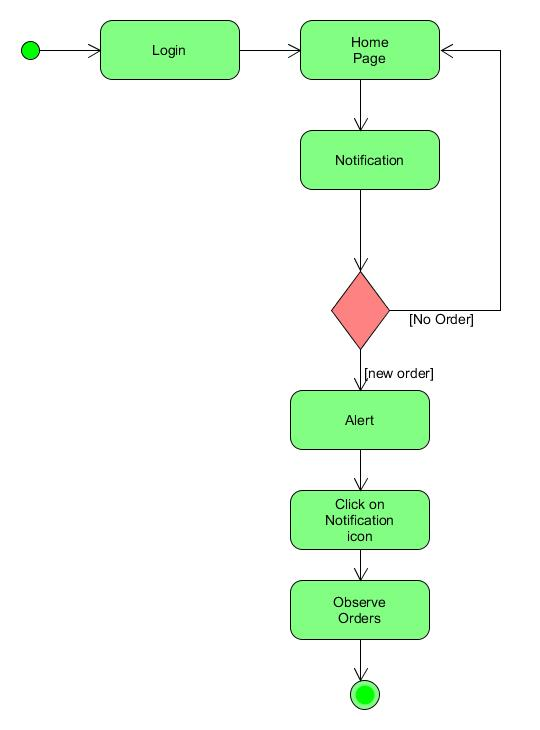 Login
Home
Page
Notification
[No Order]
[new order]
Alert
Click on
Notification
icon
Observe
Orders